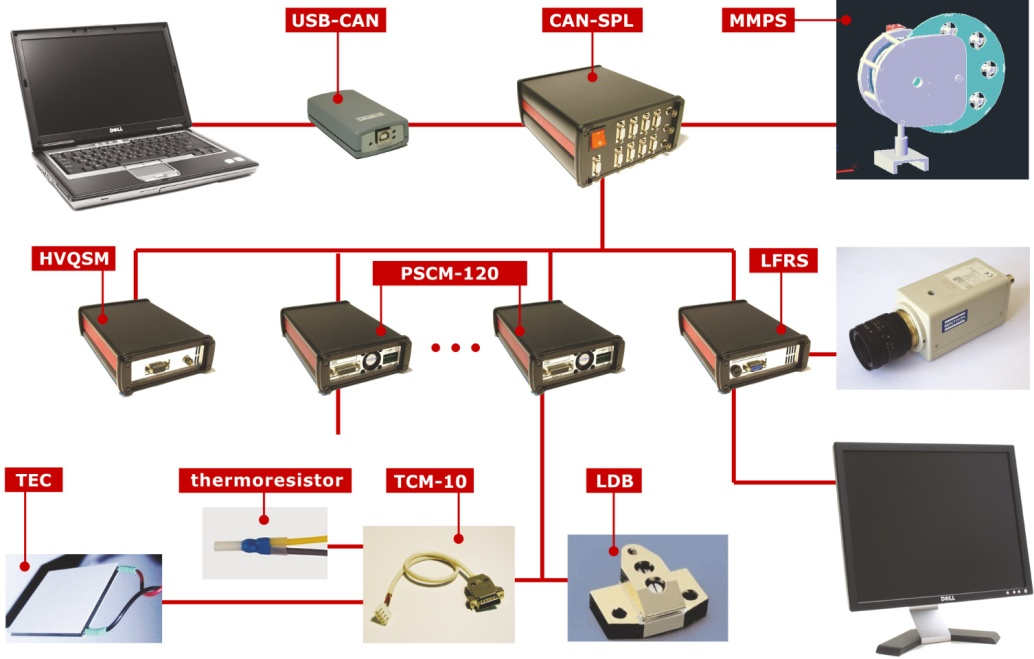 USB-CAN
CAN-SPL
MMPS
DELL
HVQSM
PSCM-120
LFRS
TEC
thermoresistor
TCM-10
LDB
DELL